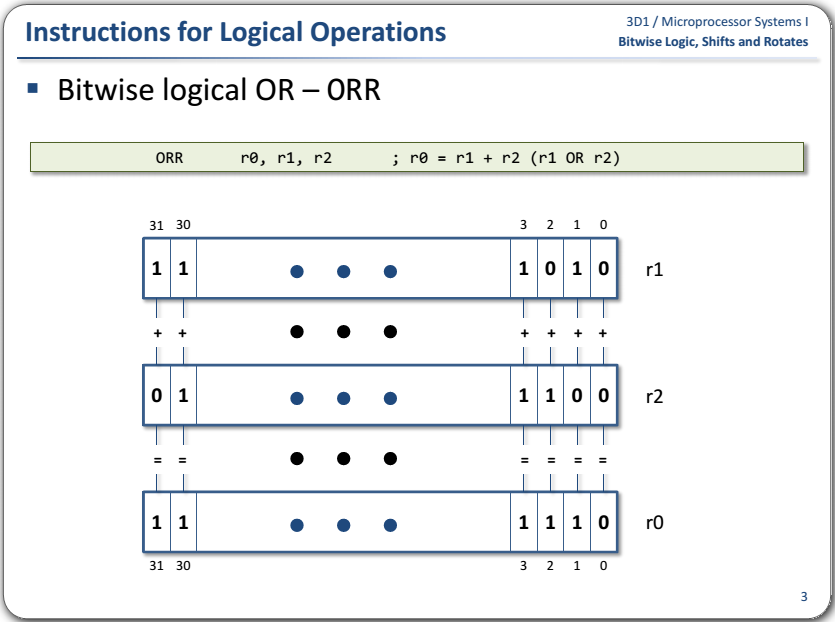 Instructions for Logical Operations
3D1 / Microprocessor Systems I
Bitwise Logic, Shifts and Rotates
Bitwise logical OR – ORR
ORR r0, r1, r2 ; r0 = r1 + r2 (r1 OR r2)
31 30 3 2 1 0
1 1 1 0 1 0 r1
+ + + + + +
0 1 1 1 0 0 r2
= = = = = =
1 1 1 1 1 0 r0
31 30 3 2 1 0
3